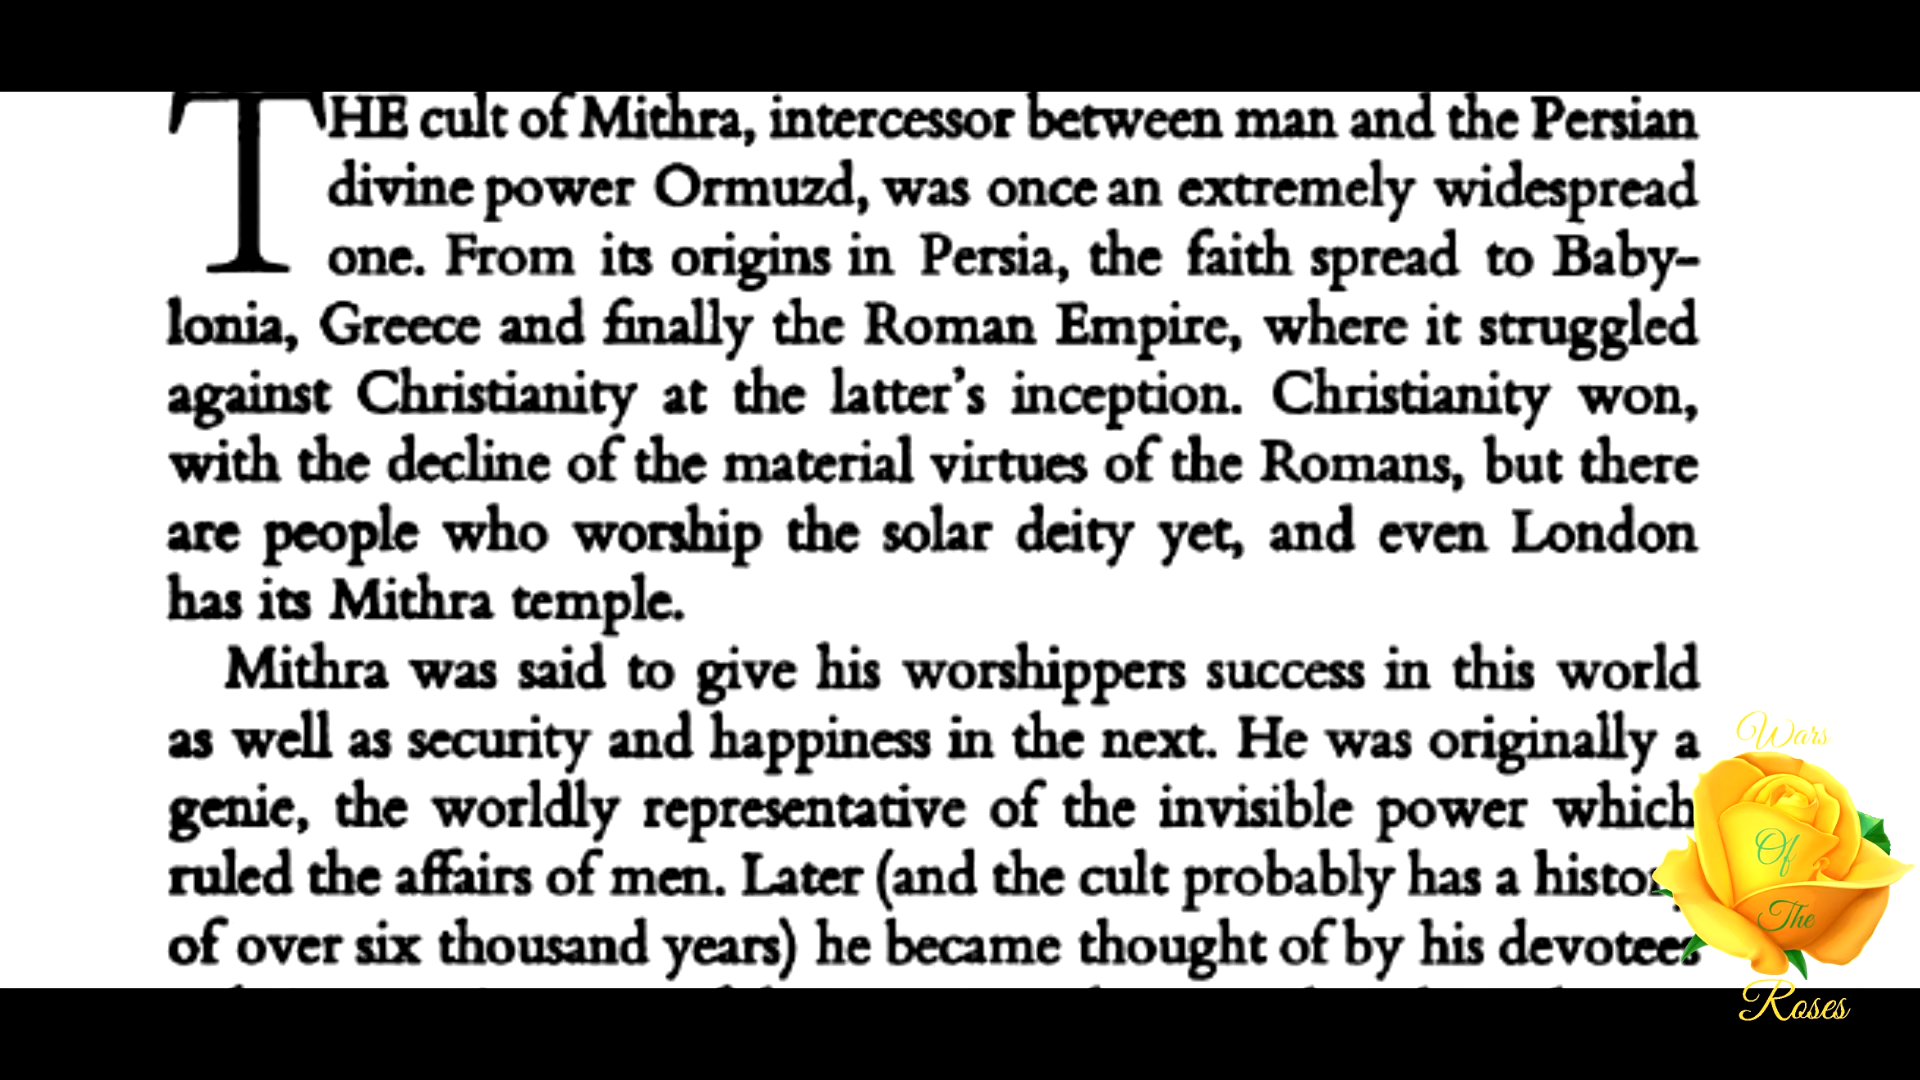 THE cult of Mithra, intercessor between man and the Persian
divine power Ormuzd, was once an extremely widespread
one. From its origins in Persia, the faith spread to Baby-
lonia, Greece and finally the Roman Empire, where it struggled
against Christianity at the latter's inception. Christianity won,
with the decline of the material virtues of the Romans, but there
are people who worship the solar deity yet, and even London
has its Mithra temple.
Mithra was said to give his worshippers success in this world
as well as security and happiness in the next. He was originally a
genie, the worldly representative of the invisible power which
ruled the affairs of men. Later (and the cult probably has a history
of over six thousand years) he became thought of by his devotees
Wars
Of
The
Roses